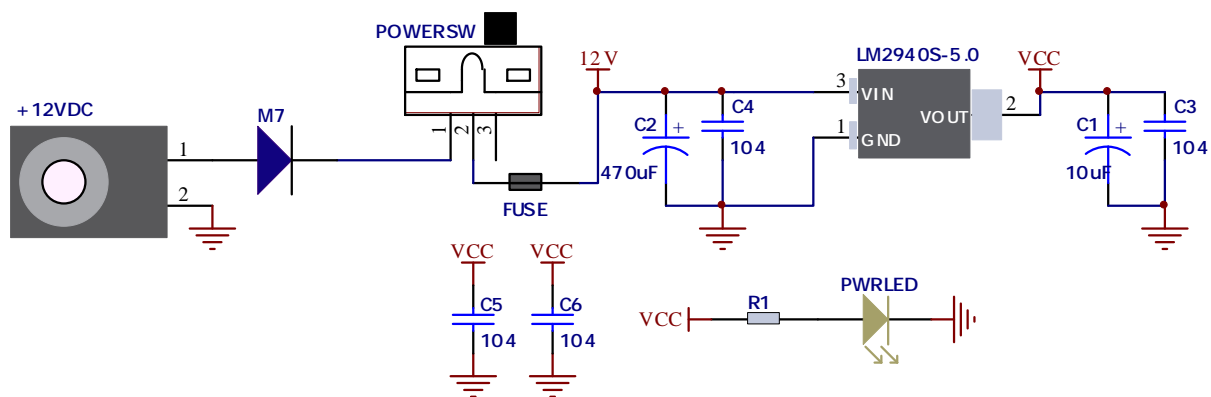 POWERSW
+12VDC
M7
1
2
1
2
3
FUSE
12V
C2
+
470uF
C4
104
LM2940S-5.0
3
VIN
1
GND
VOUT
2
VCC
C1
+
10uF
C3
104
VCC
C5
104
VCC
C6
104
VCC
R1
PWRLED